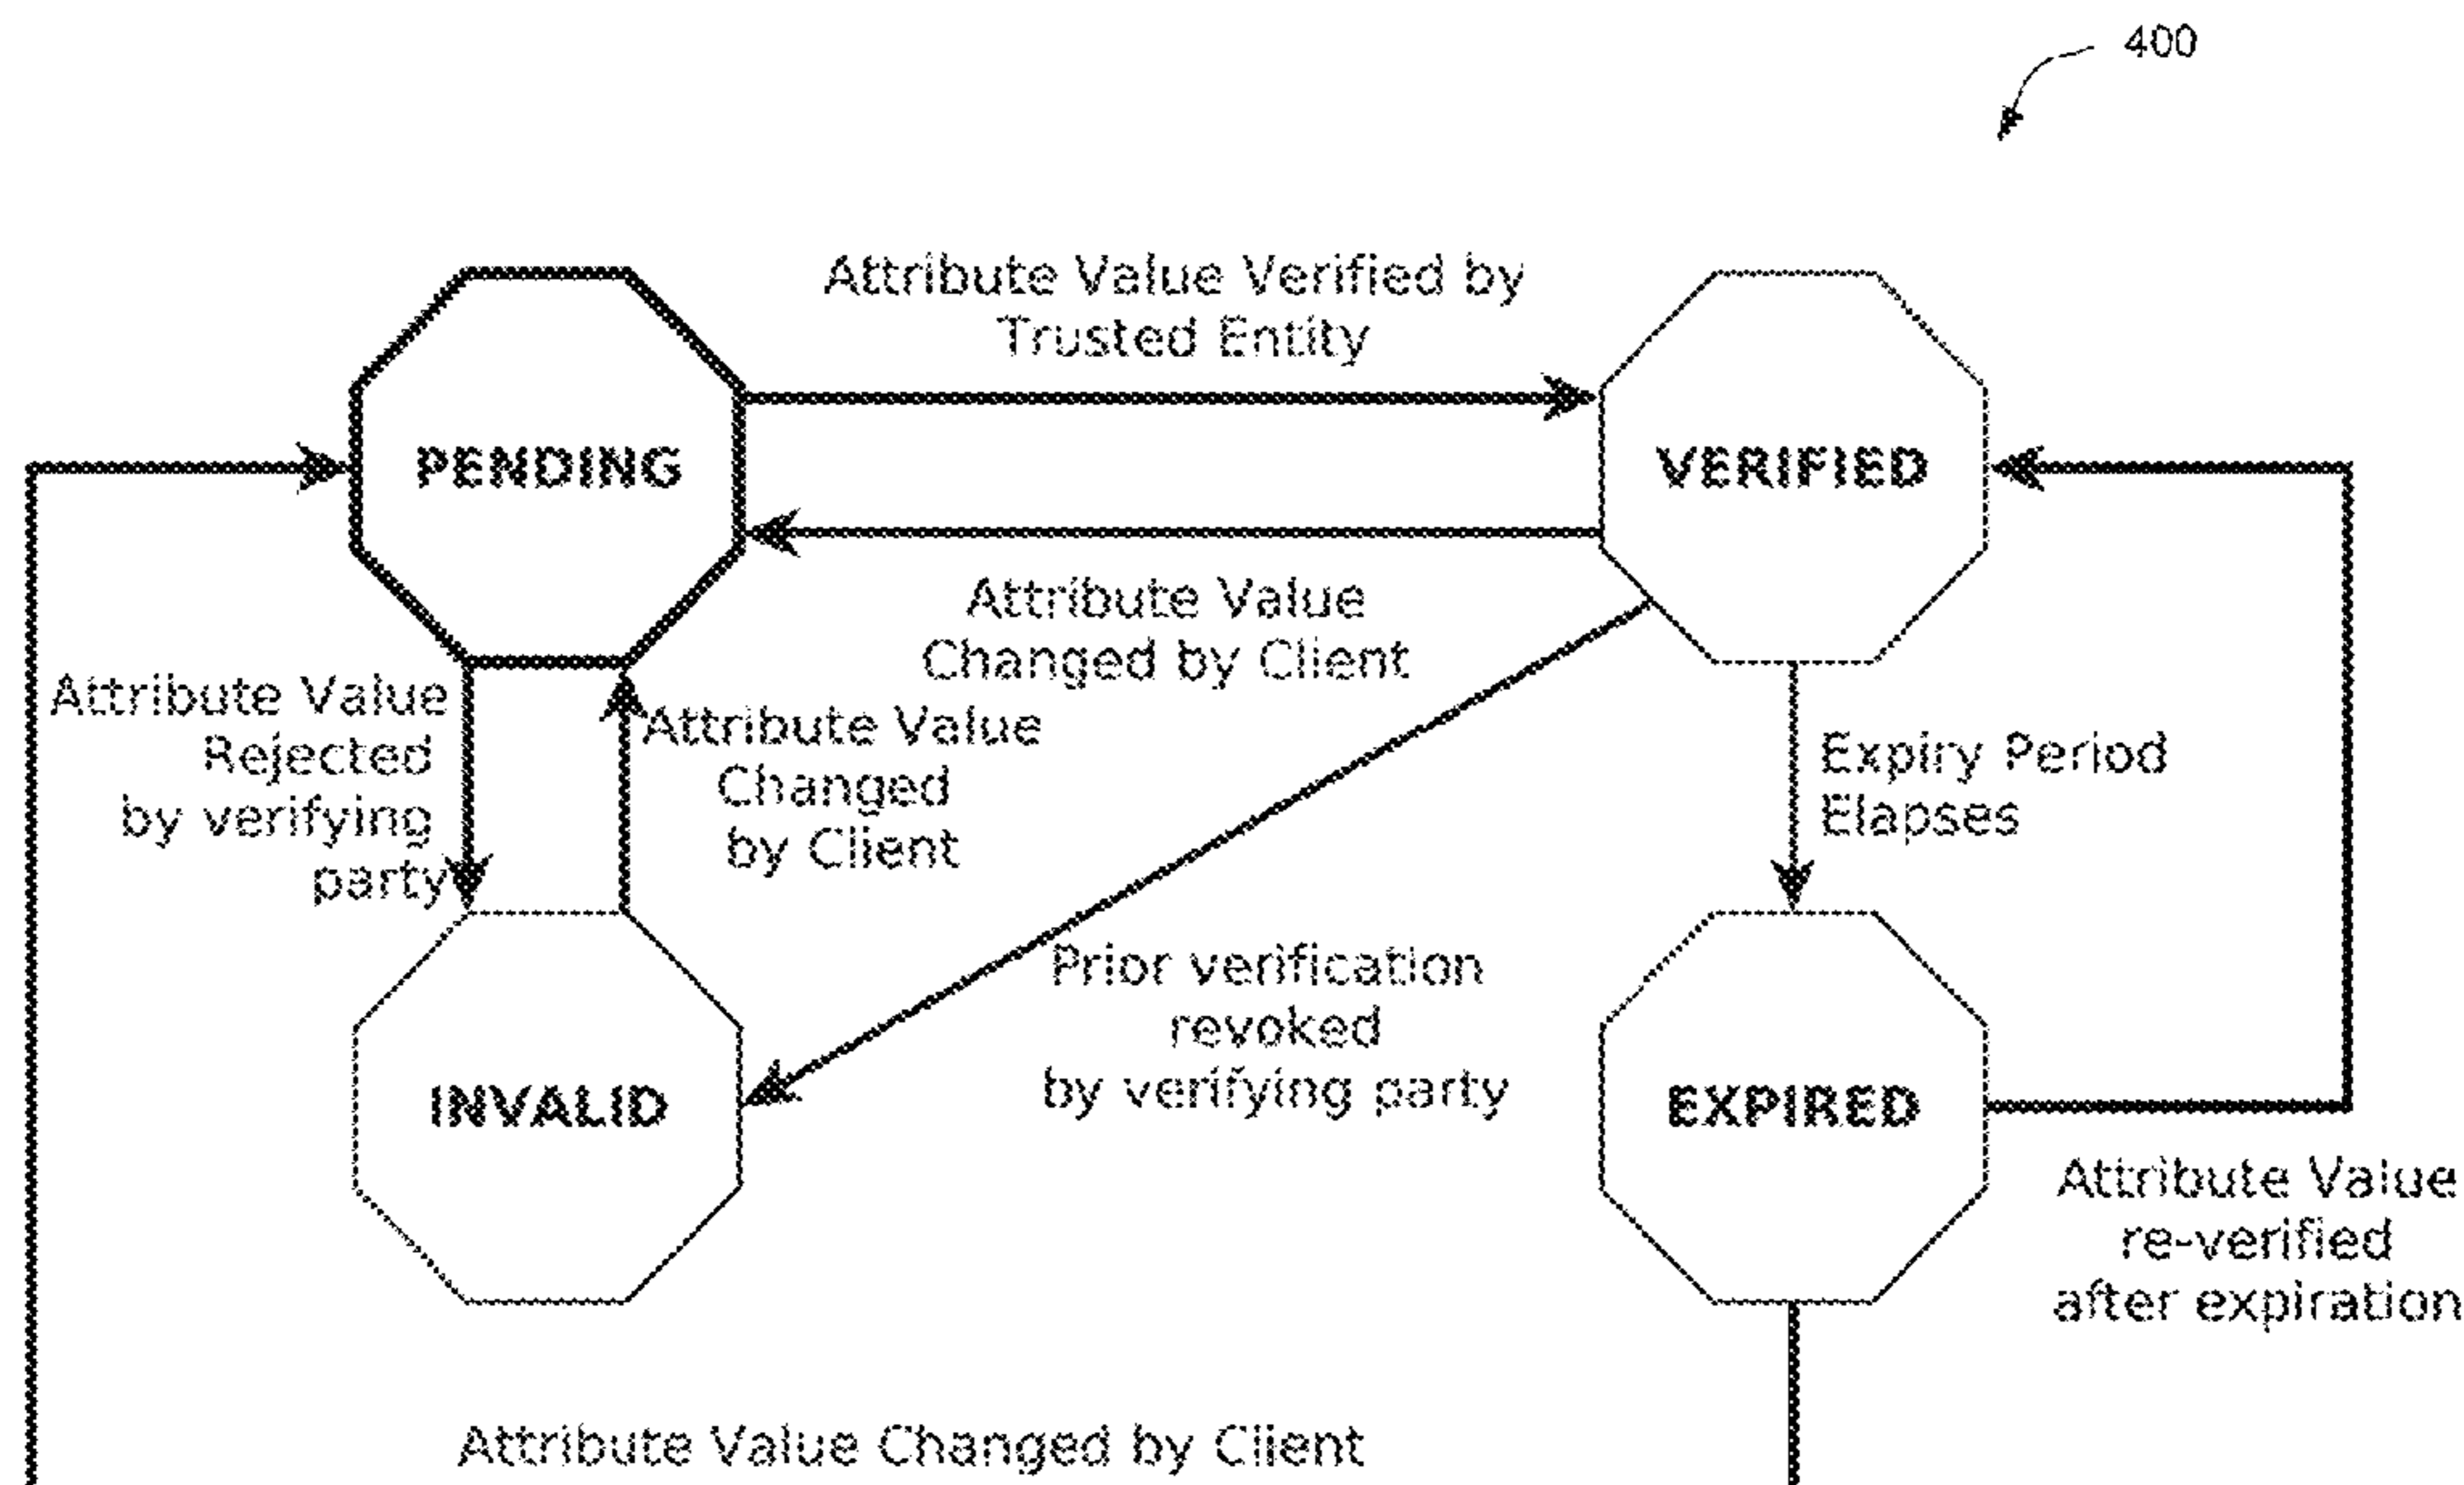 400
Attribute Value Verified by
Trusted Entity
PENDING
VERIFIED
Attribute Value
Changed by Client
Attribute Value
Rejected
by verifying
party
Attribute Value
Changed
by Client
Expiry Period
Elapses
Prior verification
revoked
by verifying party
INVALID
EXPIRED
Attribute Value
re-verified
after expiration
Attribute Value Changed by Client